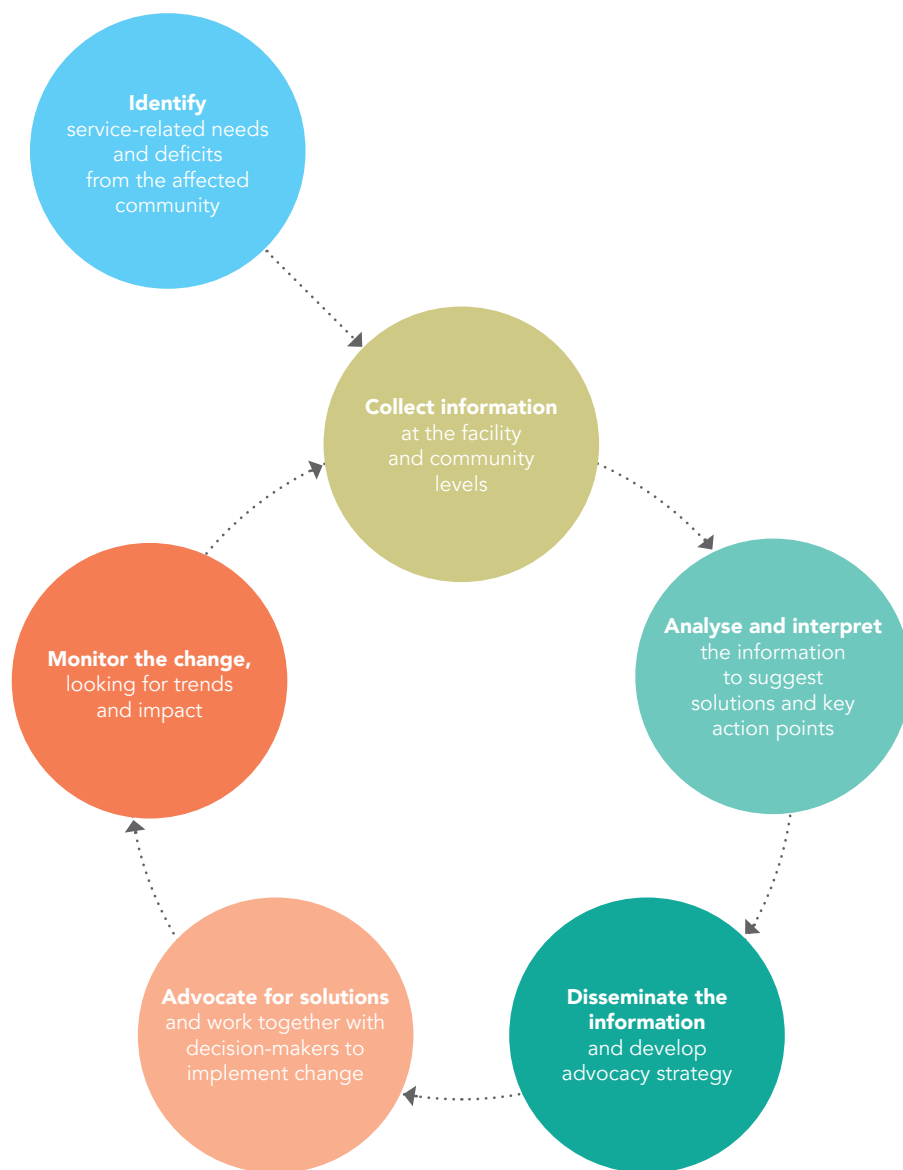 Identify
service-related needs
and deficits
from the affected
community
Collect information
at the facility
and community
levels
Analyse and interpret
the information
to suggest
solutions and key
action points
Disseminate the
information
and develop
advocacy strategy
Advocate for solutions
and work together with
decision-makers to
implement change
Monitor the change,
looking for trends
and impact